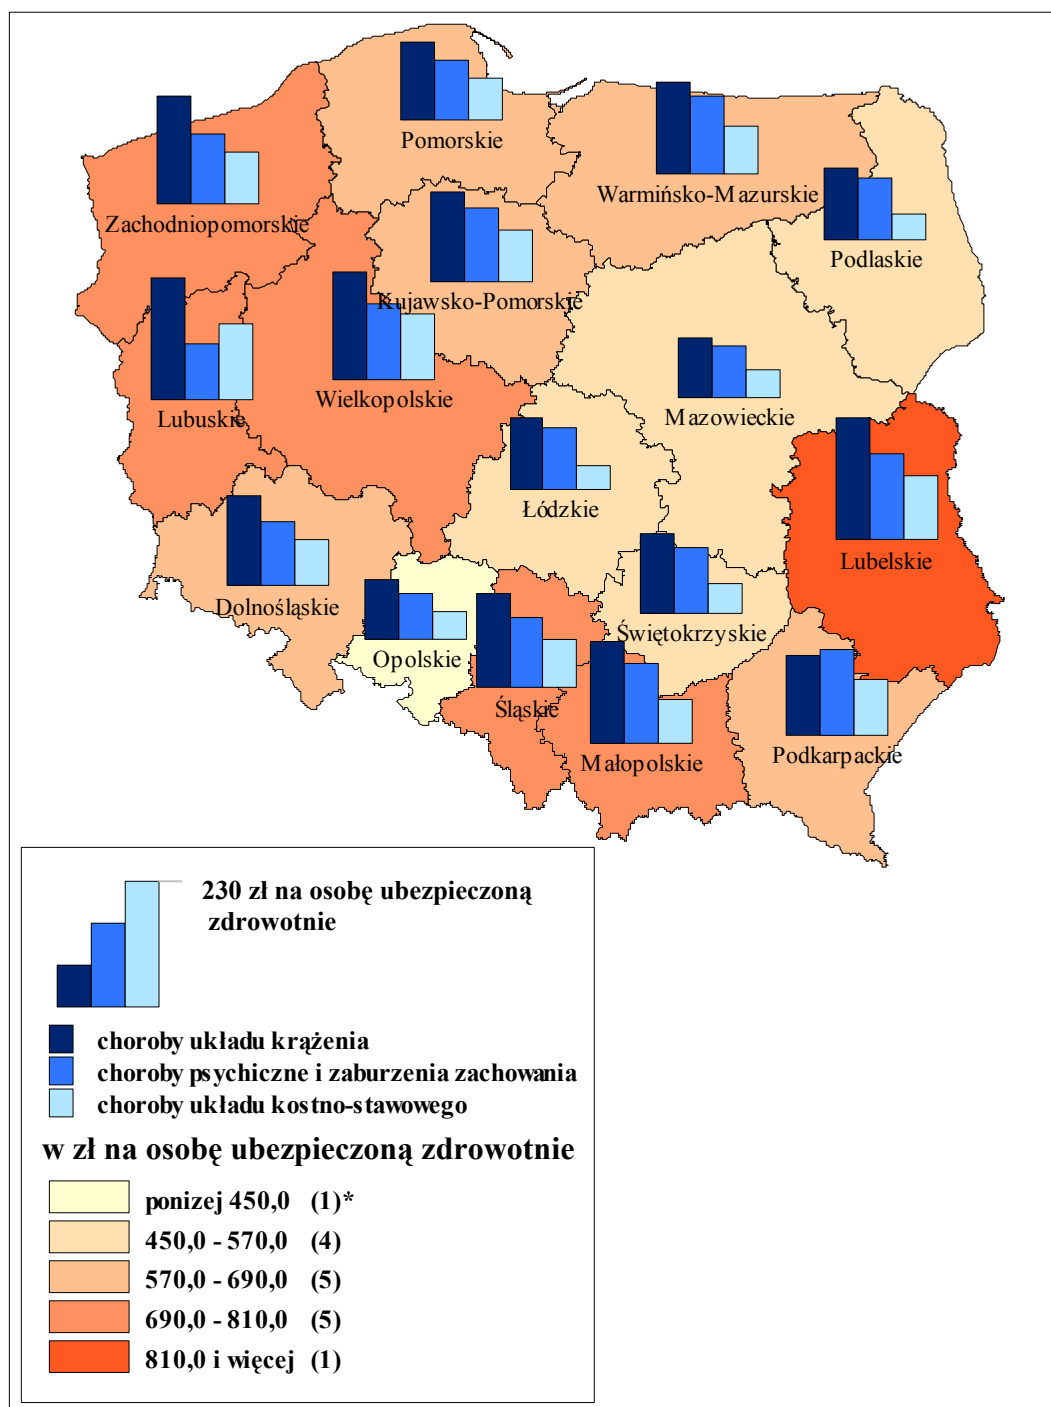 Pomorskie
Warmińsko-Mazurskie
Zachodniopomorskie
Podlaskie
Kujawsko-Pomorskie
Wielkopolskie
Mazowieckie
Lubuskie
Łódzkie
Lubelskie
Dolnośląskie
Świętokrzyskie
Opolskie
Śląskie
Małopolskie
Podkarpackie
230 zł na osobę ubezpieczoną
zdrowotnie
choroby układu krążenia
choroby psychiczne i zaburzenia zachowania
choroby układu kostno-stawowego
w zł na osobę ubezpieczoną zdrowotnie
ponizej 450,0 (1)*
450,0 - 570,0 (4)
570,0 - 690,0 (5)
690,0 - 810,0 (5)
810,0 i więcej (1)